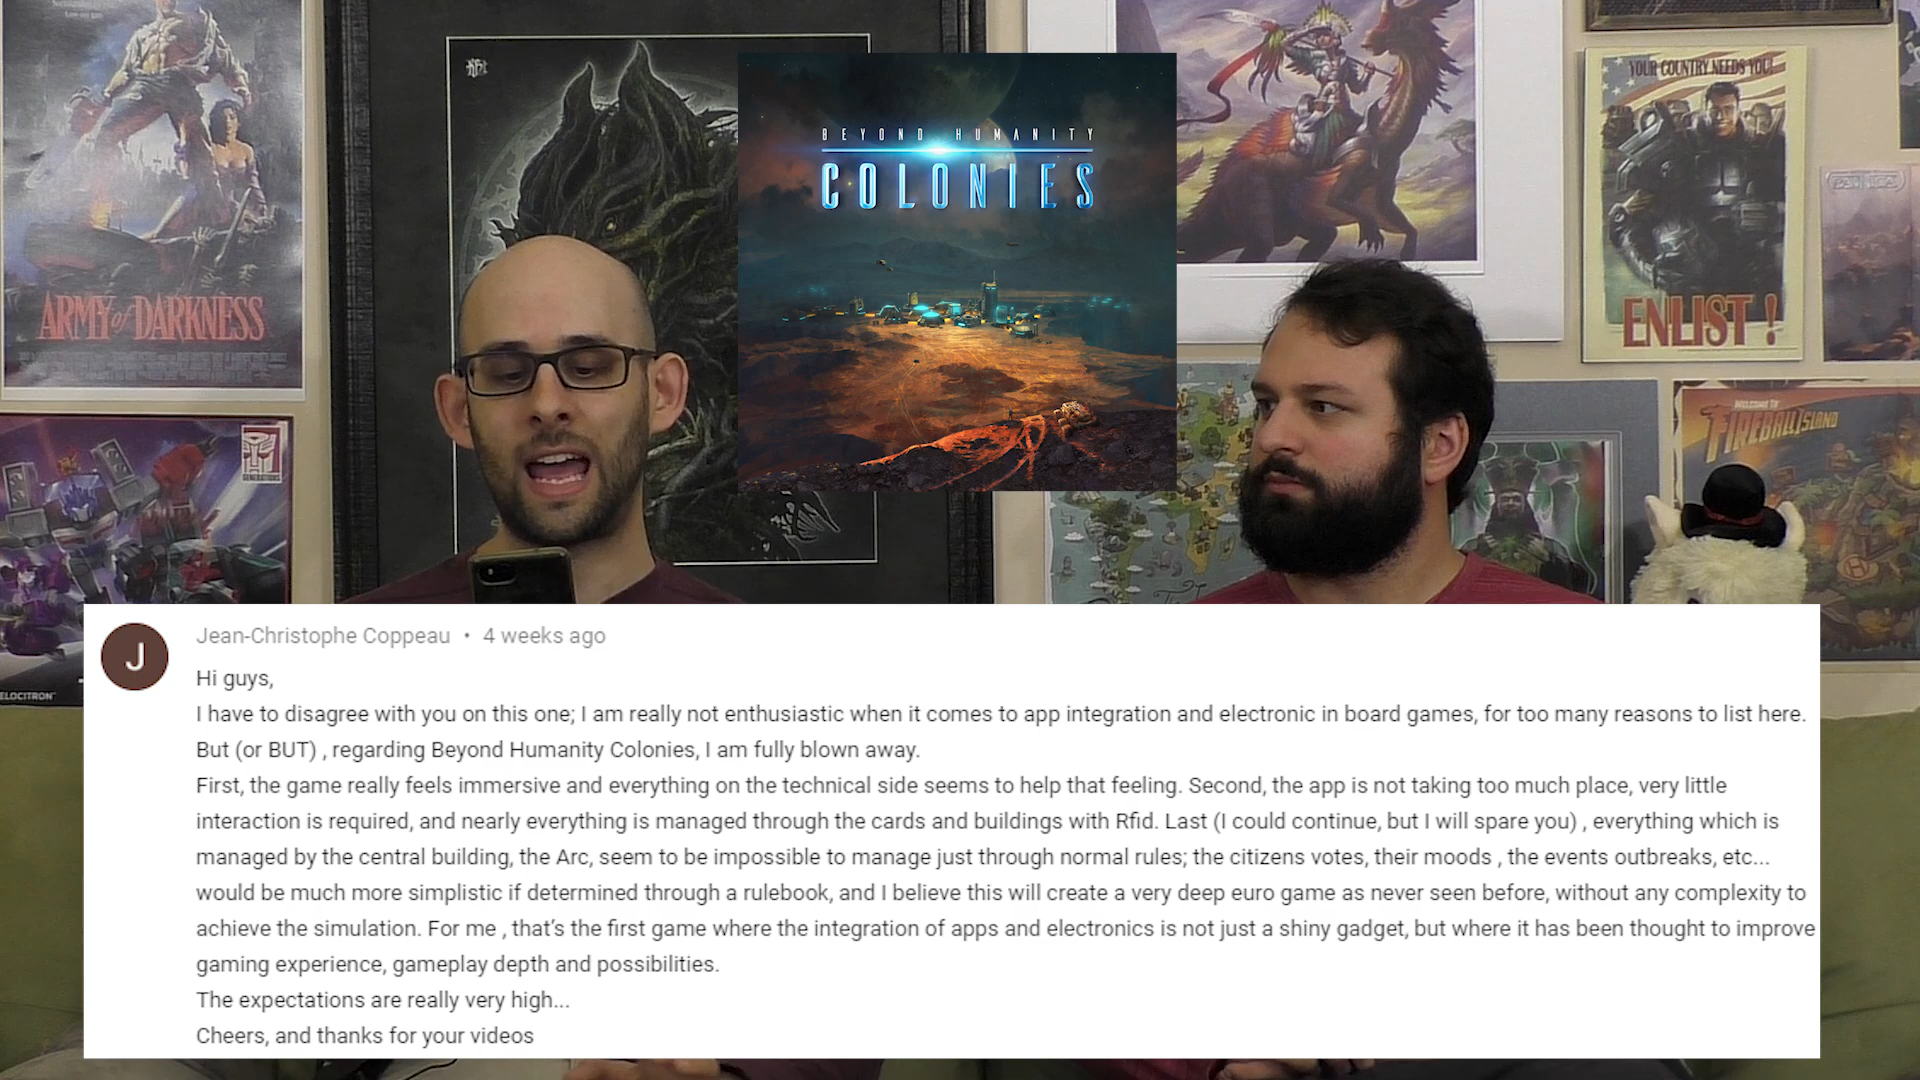 YOUR COUNTRY NEEDS YOU!
BEYOND HUMANITY
COLONIES
ARMY of DARKNESS
ENLIST !
WELCOME TO
FIREBALL ISLAND
GENERATIONS
Jean-Christophe Coppeau • 4 weeks ago
J
Hi guys,
I have to disagree with you on this one; I am really not enthusiastic when it comes to app integration and electronic in board games, for too many reasons to list here.
But (or BUT) , regarding Beyond Humanity Colonies, I am fully blown away.
First, the game really feels immersive and everything on the technical side seems to help that feeling. Second, the app is not taking too much place, very little
interaction is required, and nearly everything is managed through the cards and buildings with Rfid. Last (I could continue, but I will spare you) , everything which is
managed by the central building, the Arc, seem to be impossible to manage just through normal rules; the citizens votes, their moods , the events outbreaks, etc...
would be much more simplistic if determined through a rulebook, and I believe this will create a very deep euro game as never seen before, without any complexity to
achieve the simulation. For me , that's the first game where the integration of apps and electronics is not just a shiny gadget, but where it has been thought to improve
gaming experience, gameplay depth and possibilities.
The expectations are really very high...
Cheers, and thanks for your videos
ELOCITRON